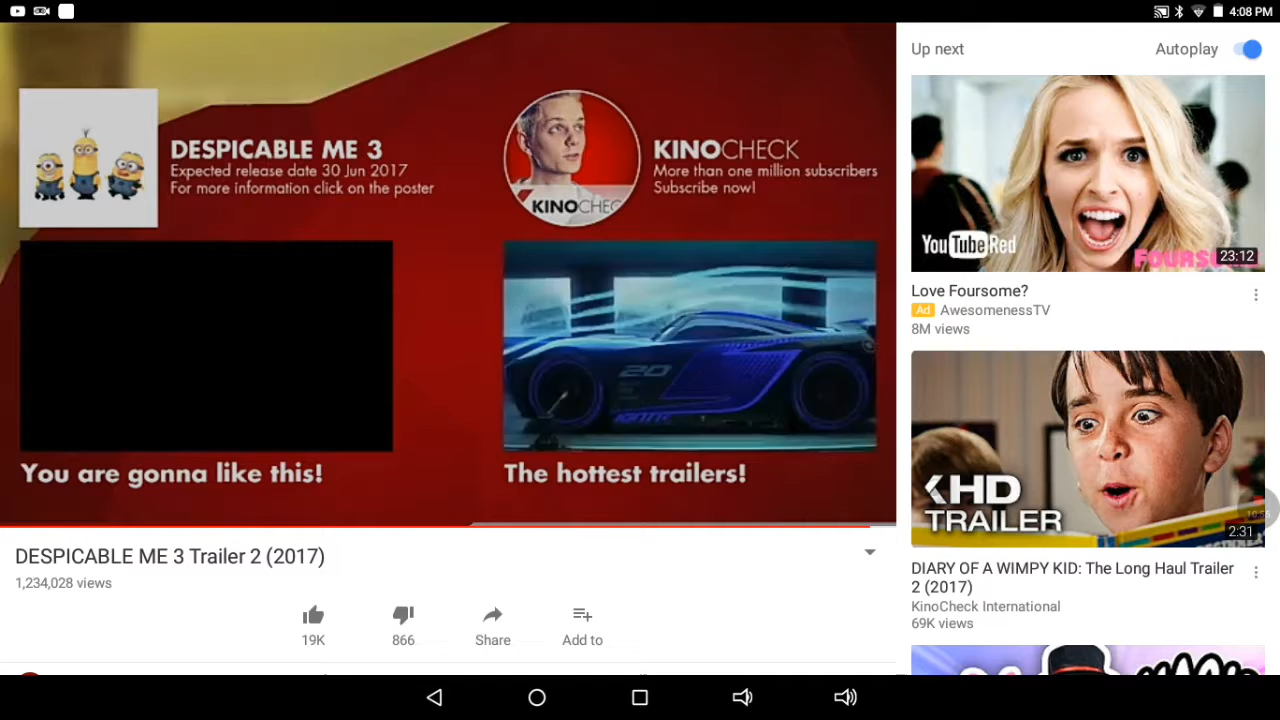 4:08 PM
DESPICABLE ME 3
Expected release date 30 Jun 2017
For more information click on the poster
KINOCHECK
More than one million subscribers
Subscribe now!
KINOCHEC
20
You are gonna like this!
The hottest trailers!
DESPICABLE ME 3 Trailer 2 (2017)
1,234,028 views
19K
866
Share
Add to
Up next
Autoplay
YouTube Red
23:12
Love Foursome?
Ad AwesomenessTV
8M views
KHD
TRAILER
2:31
DIARY OF A WIMPY KID: The Long Haul Trailer
2 (2017)
KinoCheck International
69K views